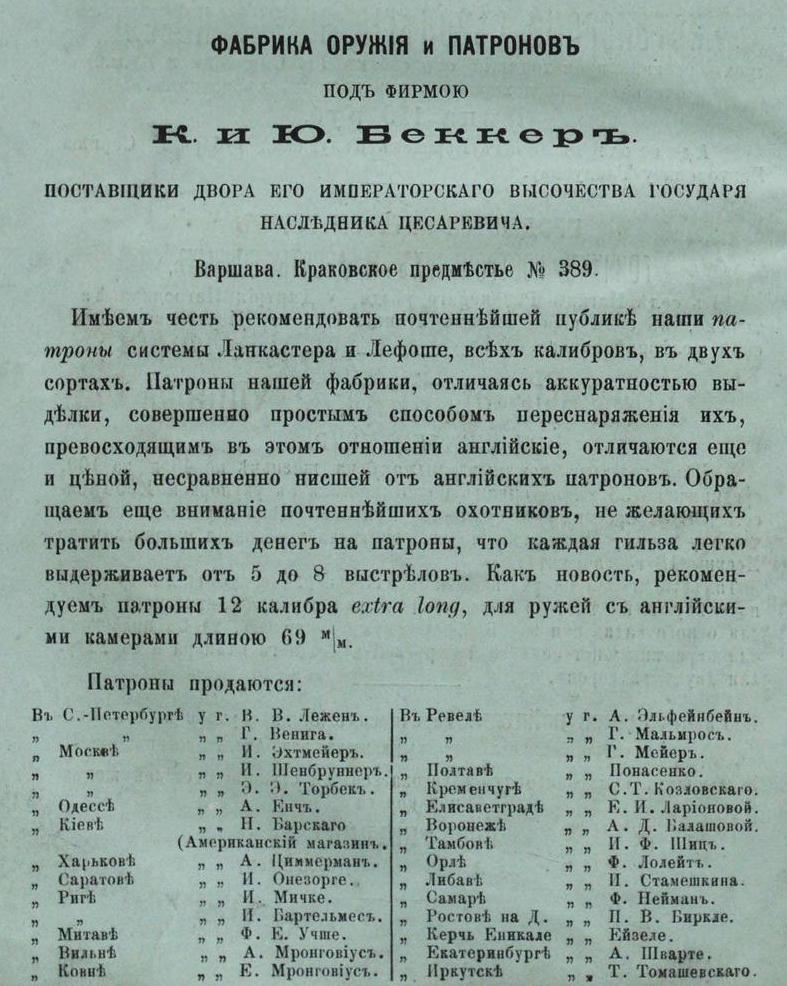 ФАБРИКА ОРУЖІЯ и ПАТРОНОВЪ
ПОДЪ ФИРМОЮ
К. и Ю. Беккеръ.
ПОСТАВЩИКИ ДВОРА ЕГО ИМПЕРАТОРСКАГО ВЫСОЧЕСТВА ГОСУДАРЯ
НАСЛѢДНИКА ЦЕСАРЕВИЧА.
Варшава. Краковское предмѣстье № 389.
Имѣемъ честь рекомендовать почтеннѣйшей публикѣ наши па-
троны системы Ланкастера и Лефоше, всѣхъ калибровъ, въ двухъ
сортахъ. Патроны нашей фабрики, отличаясь аккуратностью вы-
дѣлки, совершенно простымъ способомъ переснаряженія ихъ,
превосходящимъ въ этомъ отношеніи англійскіе, отличаются еще
и цѣной, несравненно нисшей отъ англійскихъ патроновъ. Обра-
щаемъ еще вниманіе почтеннѣйшихъ охотниковъ, не желающихъ
тратить большихъ денегъ на патроны, что каждая гильза легко
выдерживаетъ отъ 5 до 8 выстрѣловъ. Какъ новость, рекомен-
дуемъ патроны 12 калибра extra long, для ружей съ англійски-
ми камерами длиною 69 м/м.
Патроны продаются:
Въ С.-Петербургѣ у г. В. В. Леженъ.
„ „ „ „ Г. Венига.
„ Москвѣ „ „ И. Эхтмейеръ.
„ „ „ „ И. Шенбруннеръ.
„ „ „ „ Э. Э. Торбекъ.
„ Одессѣ „ „ А. Енчъ.
„ Кіевѣ „ „ Н. Барскаго
(Американскій магазинъ.
„ Харьковѣ „ „ А. Циммерманъ.
„ Саратовѣ „ „ И. Онезорге.
„ Ригѣ „ „ И. Мичке.
„ „ „ „ И. Бартельмесъ.
„ Митавѣ „ „ Ф. Е. Учше.
„ Вильнѣ „ „ А. Мронговіусъ.
„ Ковнѣ „ „ Е. Мронговіусъ.
Въ Ревелѣ у г. А. Эльфейнбейнъ.
„ „ „ „ Г. Мальмросъ.
„ „ „ „ Г. Мейеръ.
„ Полтавѣ „ „ Понасенко.
„ Кременчугѣ „ „ С.Т. Козловскаго.
„ Елисаветградѣ „ „ Е. И. Ларіоновой.
„ Воронежѣ „ „ А. Д. Балашовой.
„ Тамбовѣ „ „ И. Ф. Шицъ.
„ Орлѣ „ „ Ф. Лолейтъ.
„ Либавѣ „ „ И. Стамешкина.
„ Самарѣ „ „ Ф. Нейманъ.
„ Ростовѣ на Д. „ „ П. В. Биркле.
„ Керчь Еникале „ „ Ейзеле.
„ Екатеринбургѣ „ „ А. Шварте.
„ Иркутскѣ „ „ Т. Томашевскаго.